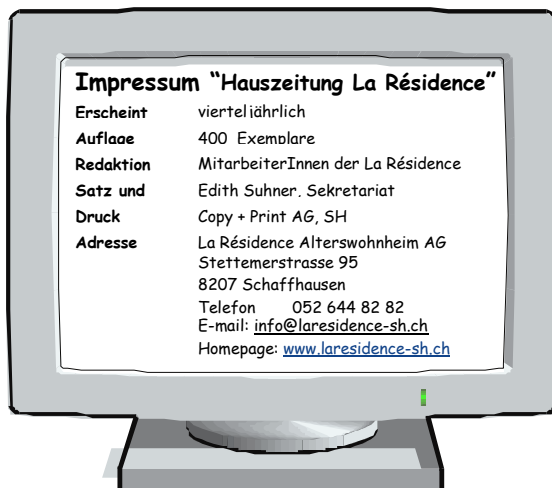 Impressum “Hauszeitung La Résidence”
Erscheint vierteljährlich
Auflage 400 Exemplare
Redaktion MitarbeiterInnen der La Résidence
Satz und Edith Suhner, Sekretariat
Druck Copy + Print AG, SH
Adresse La Résidence Alterswohnheim AG
Stettemerstrasse 95
8207 Schaffhausen
Telefon 052 644 82 82
E-mail: info@laresidence-sh.ch
Homepage: www.laresidence-sh.ch